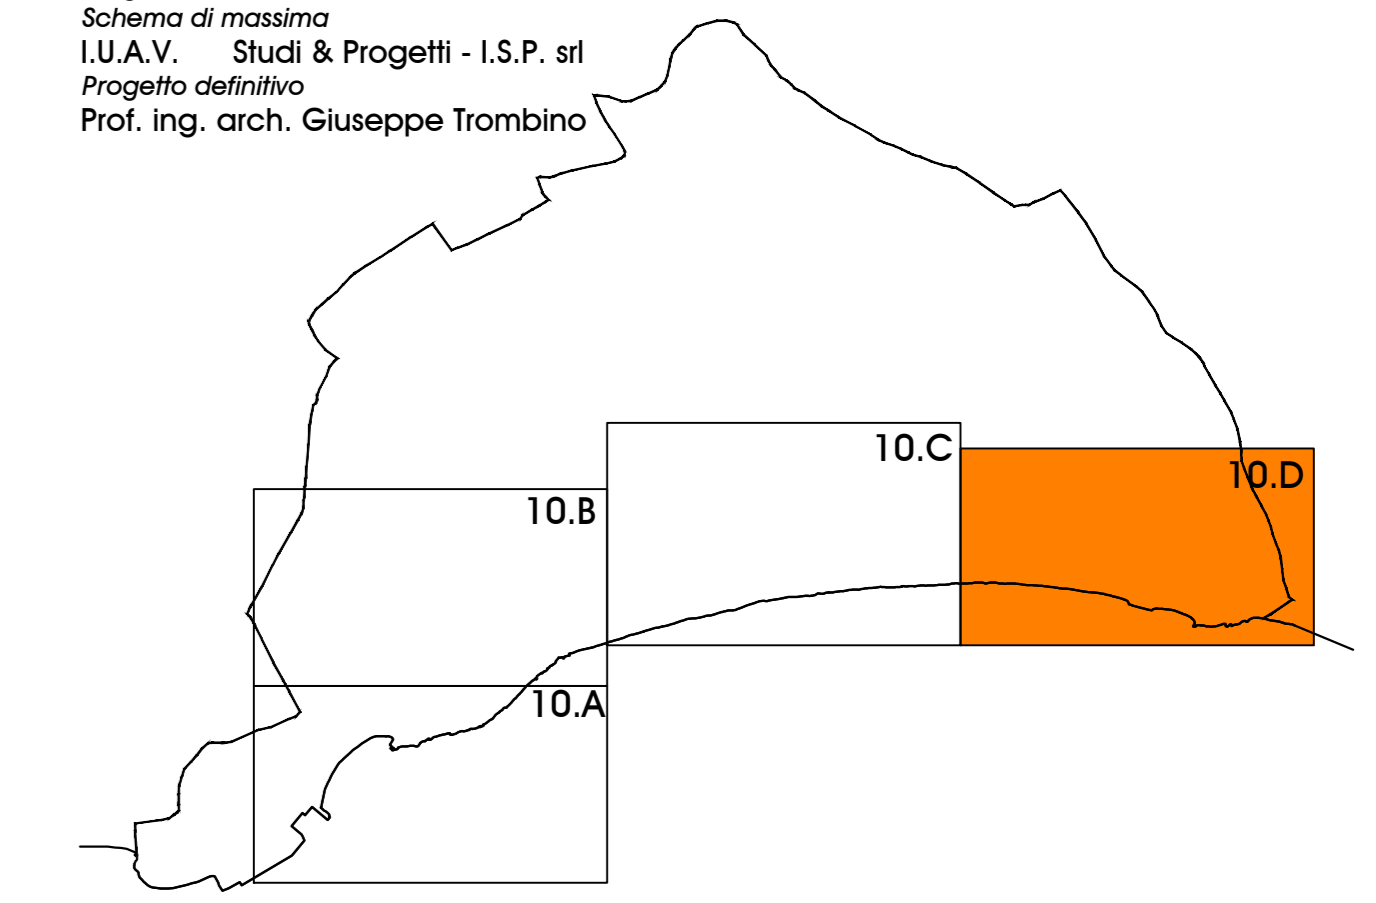 Schema di massima
I.U.A.V. Studi & Progetti - I.S.P. srl
Progetto definitivo
Prof. ing. arch. Giuseppe Trombino
10.C
10.D
10.B
10.A